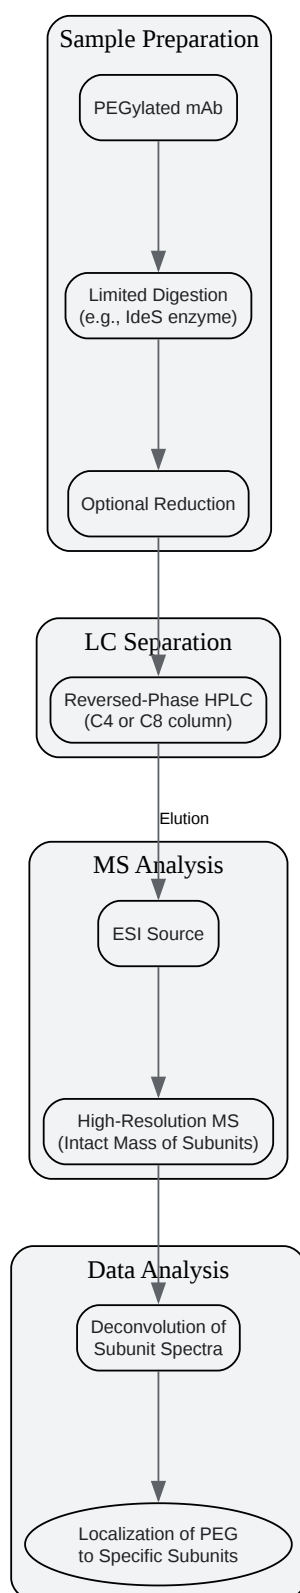 Sample Preparation
PEGylated mAb
Limited Digestion
(e.g., IdeS enzyme)
Optional Reduction
LC Separation
Reversed-Phase HPLC
(C4 or C8 column)
Elution
MS Analysis
ESI Source
High-Resolution MS
(Intact Mass of Subunits)
Data Analysis
Deconvolution of
Subunit Spectra
Localization of PEG
to Specific Subunits